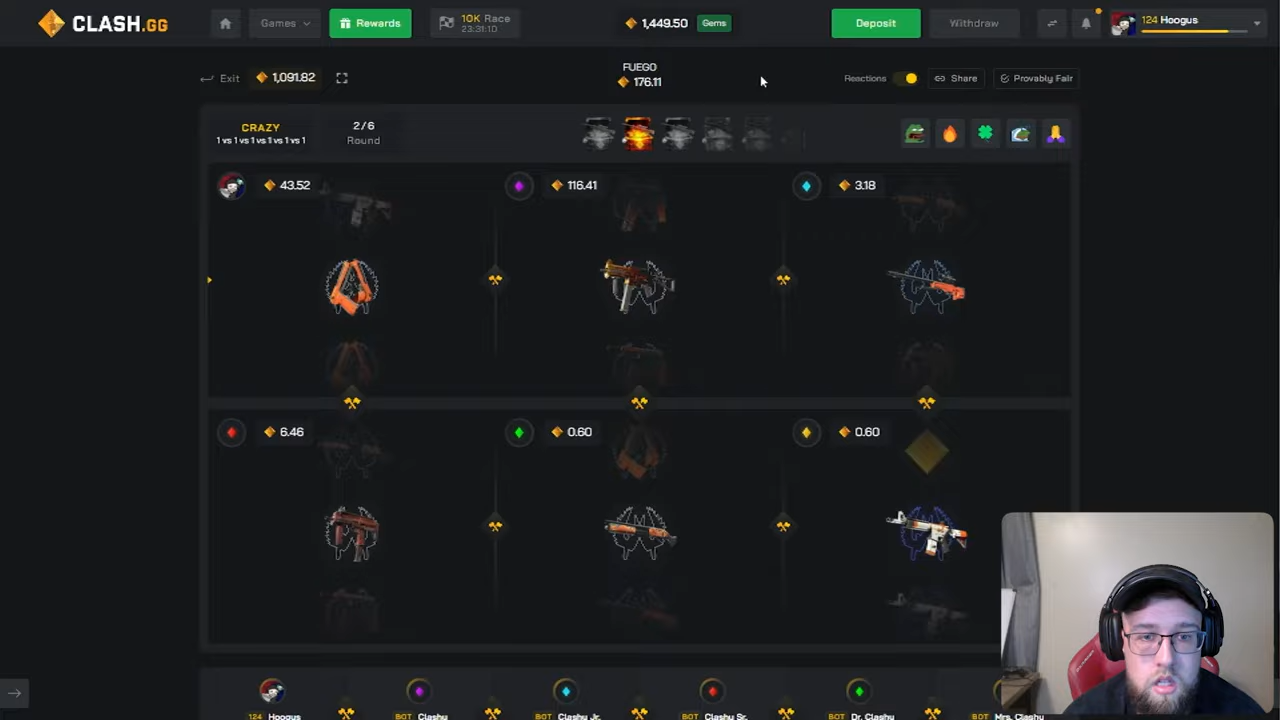 CLASH.GG
Games
Rewards
10K Race
23:31:10
1,449.50 Gems
Deposit
Withdraw
124 Hoogus
Exit
1,091.82
FUEGO
176.11
Reactions
Share
Provably Fair
CRAZY
1 vs 1 vs 1 vs 1 vs 1 vs 1
2/6
Round
43.52
116.41
3.18
6.46
0.60
0.60
124 Hoogus
BOT Clashy
BOT Clashy Jr.
BOT Clashy Sr.
BOT Dr. Clashy
BOT Mrs. Clashy